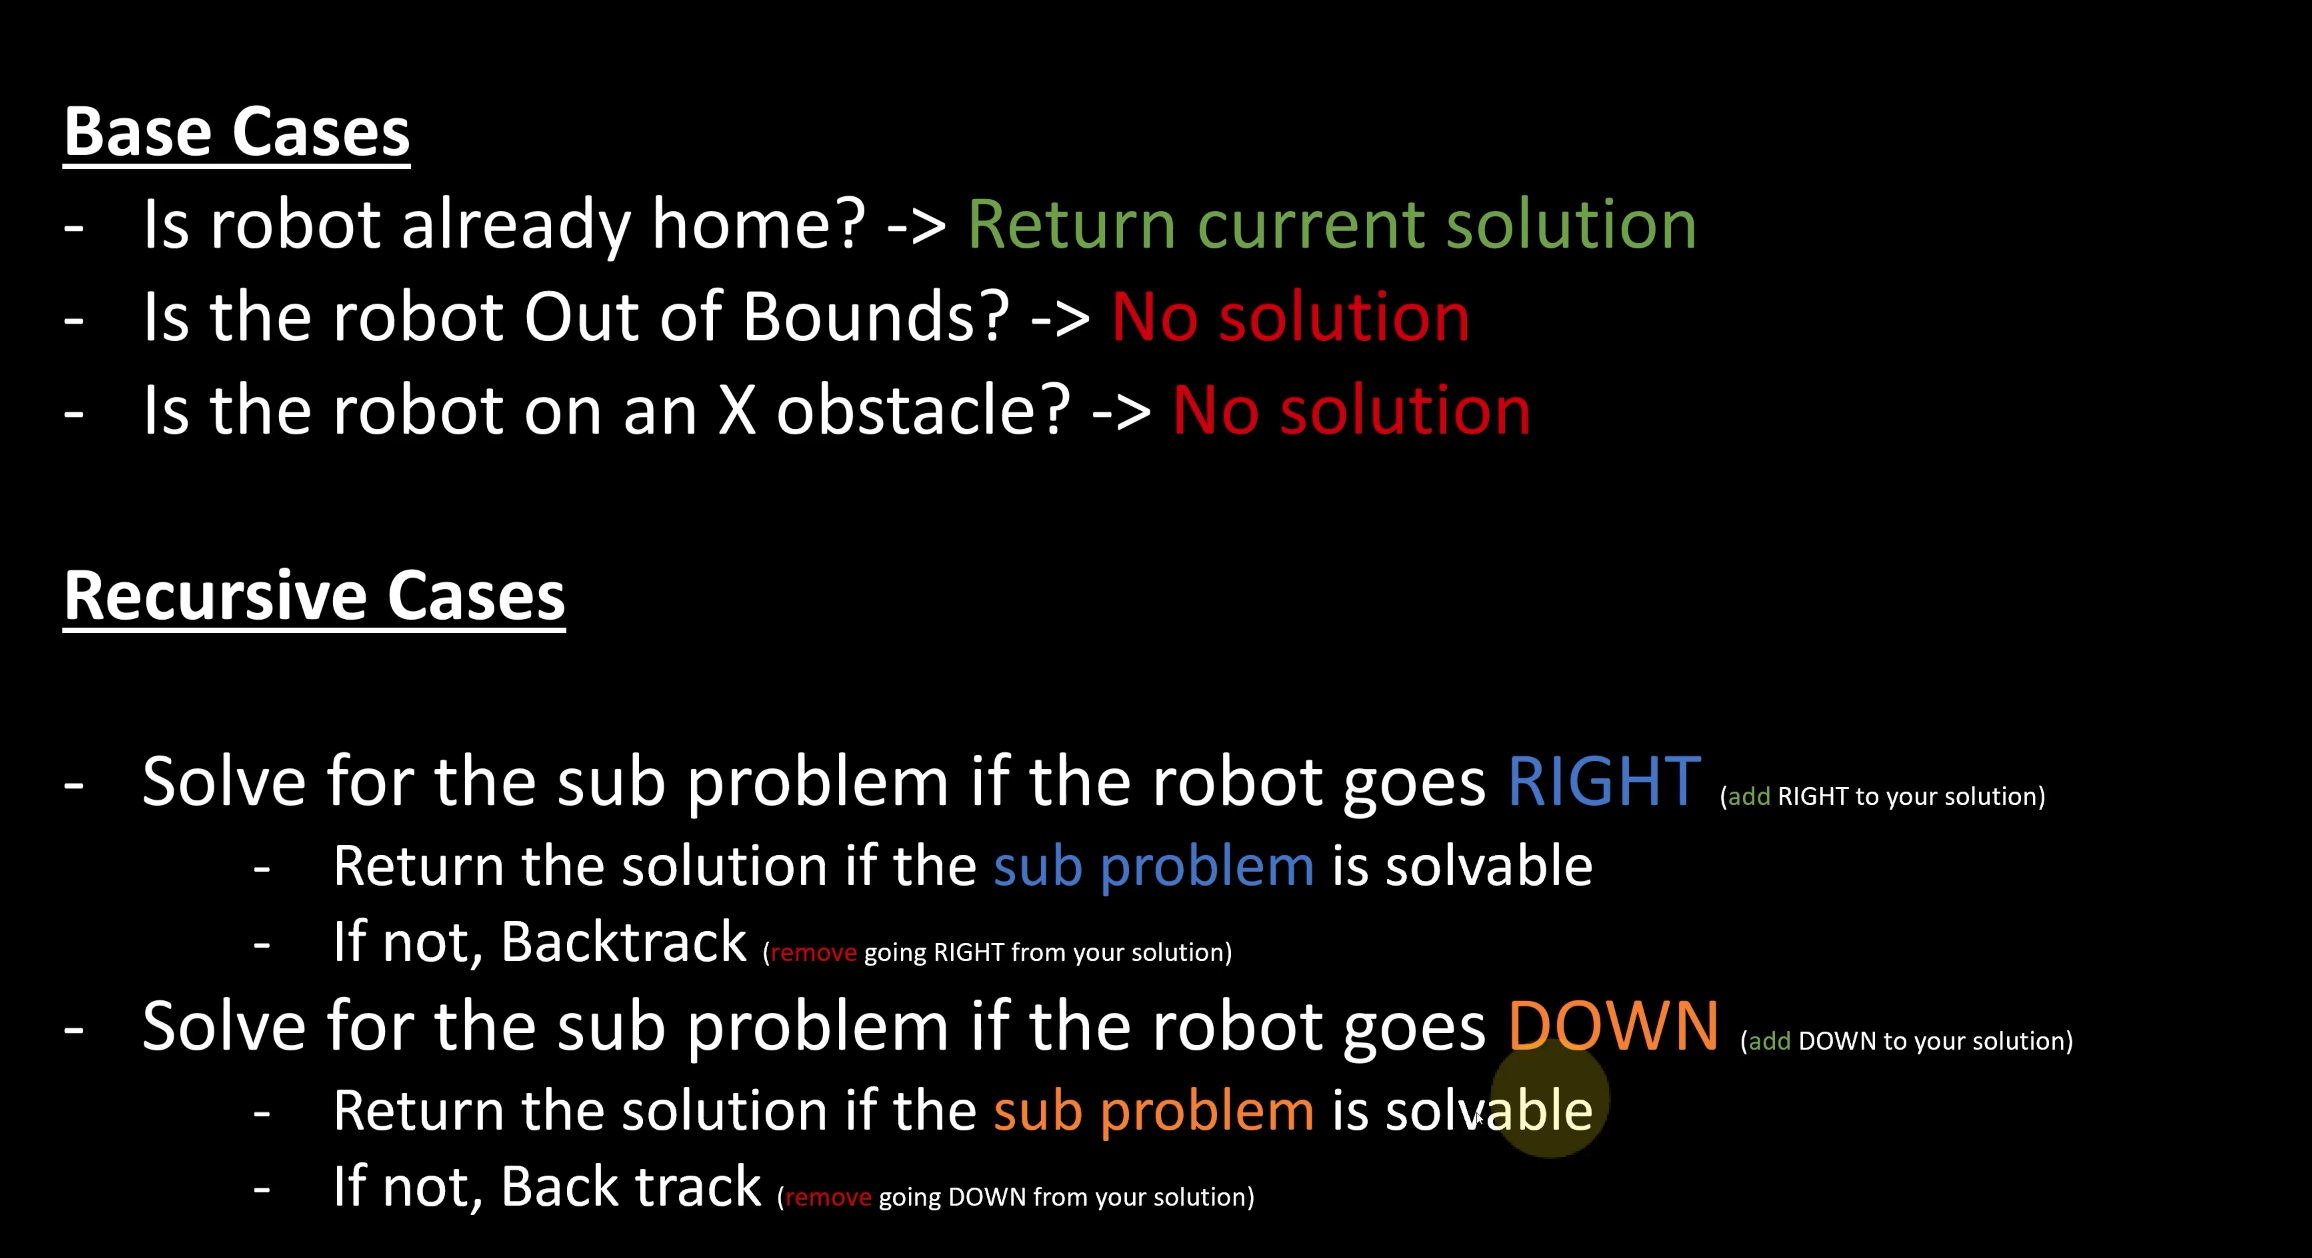 Base Cases
- Is robot already home? -> Return current solution
- Is the robot Out of Bounds? -> No solution
- Is the robot on an X obstacle? -> No solution
Recursive Cases
- Solve for the sub problem if the robot goes RIGHT (add RIGHT to your solution)
- Return the solution if the sub problem is solvable
- If not, Backtrack (remove going RIGHT from your solution)
- Solve for the sub problem if the robot goes DOWN (add DOWN to your solution)
- Return the solution if the sub problem is solvable
- If not, Back track (remove going DOWN from your solution)